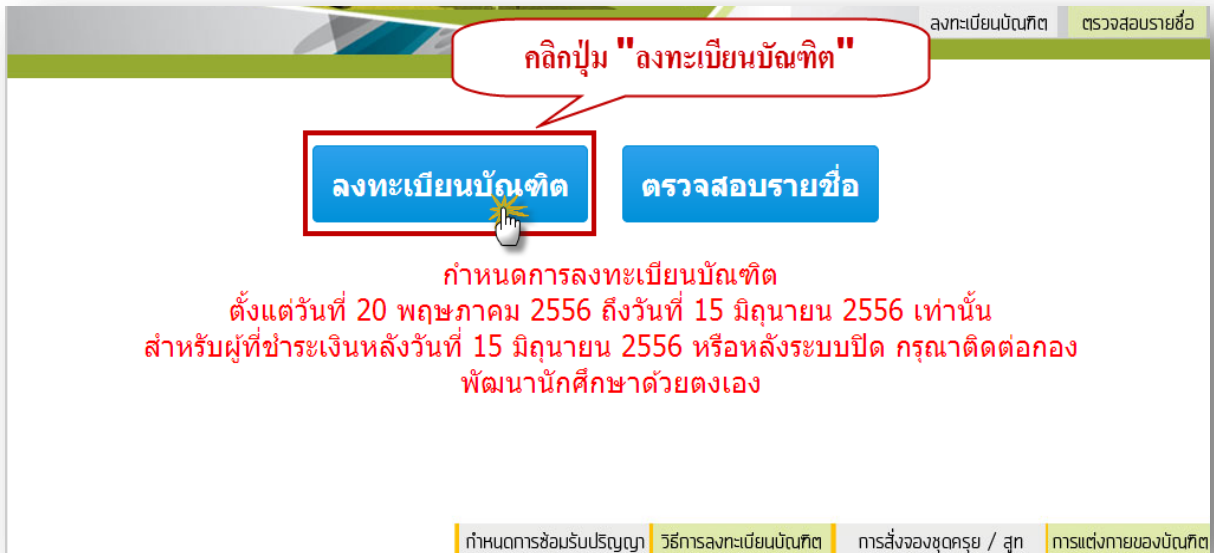 ลงทะเบียนบัณฑิต ตรวจสอบรายชื่อ
คลิกปุ่ม "ลงทะเบียนบัณฑิต"
ลงทะเบียนบัณฑิต ตรวจสอบรายชื่อ
กำหนดการลงทะเบียนบัณฑิต
ตั้งแต่วันที่ 20 พฤษภาคม 2556 ถึงวันที่ 15 มิถุนายน 2556 เท่านั้น
สำหรับผู้ที่ชำระเงินหลังวันที่ 15 มิถุนายน 2556 หรือหลังระบบปิด กรุณาติดต่อกอง
พัฒนานักศึกษาด้วยตงเอง
กำหนดการซ้อมรับปริญญา วิธีการลงทะเบียนบัณฑิต การสั่งจองชุดครุย / สูท การแต่งกายของบัณฑิต